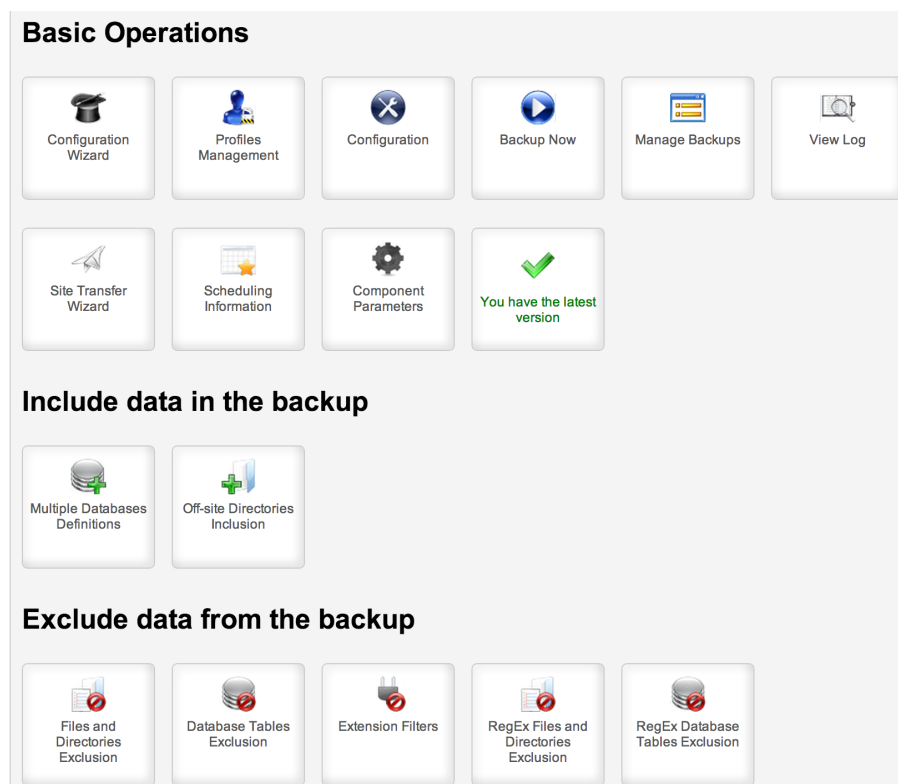 Basic Operations
Configuration
Wizard
Profiles
Management
Configuration
Backup Now
Manage Backups
View Log
Site Transfer
Wizard
Scheduling
Information
Component
Parameters
You have the latest
version
Include data in the backup
Multiple Databases
Definitions
Off-site Directories
Inclusion
Exclude data from the backup
Files and
Directories
Exclusion
Database Tables
Exclusion
Extension Filters
RegEx Files and
Directories
Exclusion
RegEx Database
Tables Exclusion